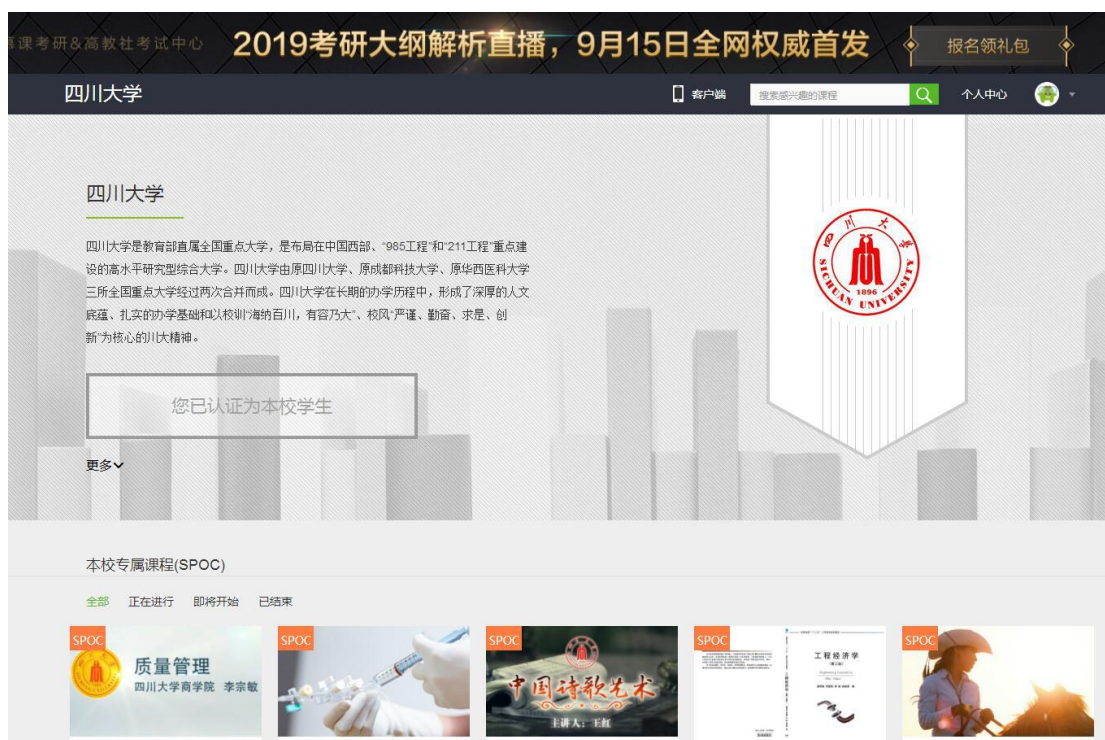 慕课考研&高教社考试中心
2019考研大纲解析直播，9月15日全网权威首发
报名领礼包
四川大学
客户端
搜索感兴趣的课程
个人中心
四川大学
四川大学是教育部直属全国重点大学，是布局在中国西部、“985工程”和“211工程”重点建
设的高水平研究型综合大学。四川大学由原四川大学、原成都科技大学、原华西医科大学
三所全国重点大学经过两次合并而成。四川大学在长期的办学历程中，形成了深厚的人文
底蕴、扎实的办学基础和以校训“海纳百川，有容乃大”、校风“严谨、勤奋、求是、创
新”为核心的川大精神。
四川大学
1896
SICHUAN UNIVERSITY
您已认证为本校学生
更多
本校专属课程(SPOC)
全部 正在进行 即将开始 已结束
SPOC
质量管理
四川大学商学院 李宗敏
SPOC
SPOC
中国诗歌艺术
主讲人：王红
SPOC
工程经济学
SPOC